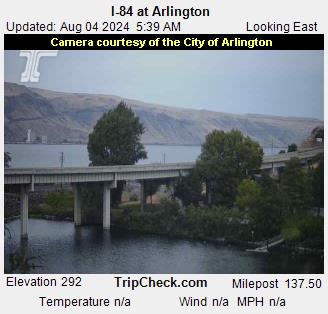 I-84 at Arlington
Updated: Aug 04 2024 5:39 AM Looking East
Camera courtesy of the City of Arlington
Elevation 292 TripCheck.com Milepost 137.50
Temperature n/a Wind n/a MPH n/a